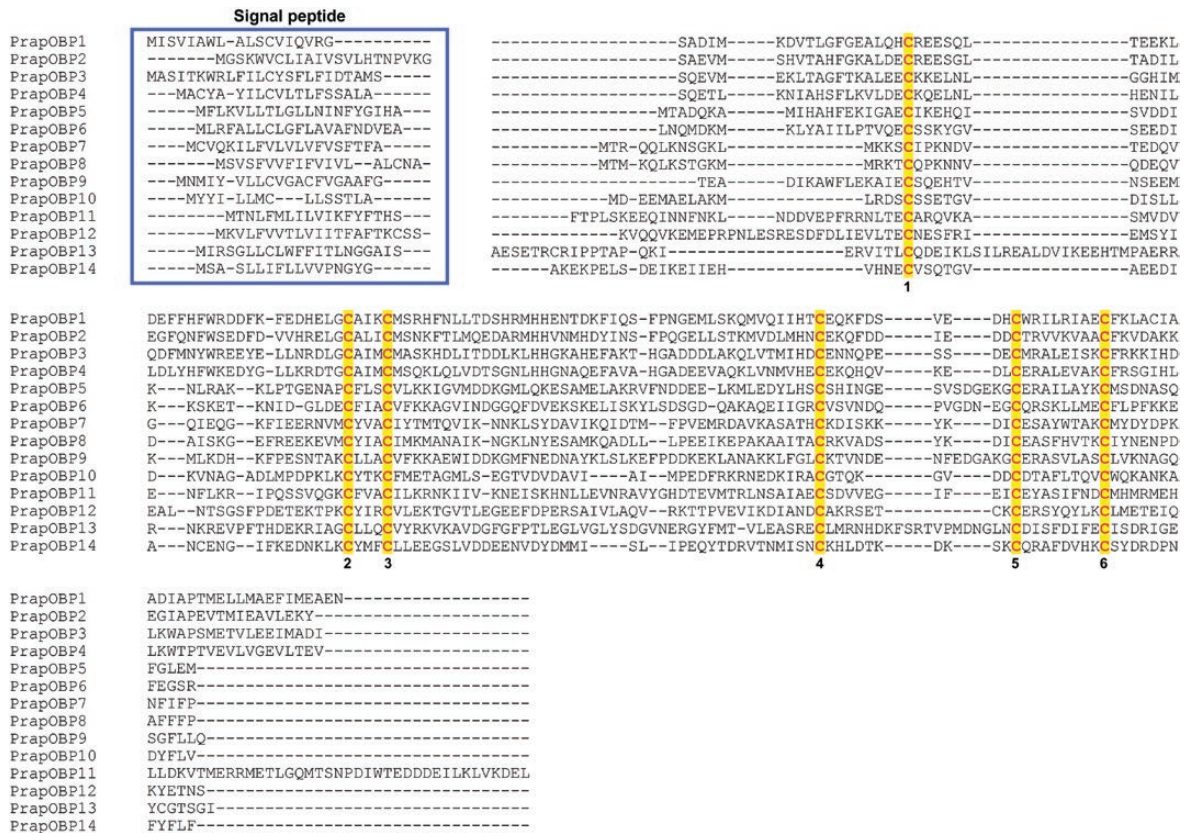 Signal peptide
PrapOBP1 MISVIAWL-ALSCVIQVRG---------- --------------------SADIM-----KDVTLGFGEALQHCREESQL----------------TEEKL
PrapOBP2 -------MGSKWVCLIAIVSVLHTNPVKG --------------------SAEVM-----SHVTAHFGKALDECREESGL----------------TADIL
PrapOBP3 MASITKWRLFILCYSFLFIDTAMS----- --------------------SMQVM-----EKLTAGFTKALEECKKELNL----------------GGHIM
PrapOBP4 ----MACYA-YILCVLTLFSSALA----- --------------------SQETL-----KNIAHSFLKVLDECKQELNL----------------HENIL
PrapOBP5 -----MFLKVLLTLGLLNINFYGIHA--- -----------------MTADQKA-----MIHAHFEKIGAECIKEHQI----------------SVDDI
PrapOBP6 -----MLRFALLCLGFLAVAFNDVEA--- -----------------LNQMDKM-----KLYAIILPTVQECSSKYGV----------------SEEDI
PrapOBP7 ----MCVQKILFVLVLVFVSFTFA----- -----------MTR-QQLKNSGKL-----------MKKSCIPKNDV----------------TEDQV
PrapOBP8 ------MSVSFVVFIFVIVL--ALCNA-- -----------MTM-KQLKSTGKM-----------MRKTCQPKNNV----------------QDEQV
PrapOBP9 ---MNMIY-VLLCVGACFVGAAFG----- ----------------------TEA------DIKAWFLEKAIECSQEHTV----------------NSEEM
PrapOBP10 ----MYYI-LLMC---LLSSTLA------ ------------MD-EEMAELAKM-----------LRDSCSSETGV----------------DISLL
PrapOBP11 --------MTNLFMLILVIKFYFTHS--- --------FTPLSKEEQINNFNKL-----NDDVEPFRRNLTECARQVKA----------------SMVDV
PrapOBP12 --------MKVLFVVTLVIITFAFTKCSS- -------------KVQQVKEMEPRPNLESRESDFDLIEVLTECNESFRI----------------EMSYI
PrapOBP13 -----MIRSGLLCLWFFITLNGGAIS--- AESETRCRIPPTAP-QKI--------------------ERVITLCQDEIKLSILREALDVIKEEHTMPAERR
PrapOBP14 -----MSA-SLLIFLLVVPNGYG------ ------AKEKPELS-DEIKEIIEH-----------VHNECVSQTGV----------------AEEDI
1
PrapOBP1 DEFFHFWRDDFK-FEDHELGCAIKCMSRHFNLLTDSHRMHHENTDKFIQS-FPNGEMLSKQMVQIIHTCEQKFDS-----VE---DHCWRILRIAECFKLACIA
PrapOBP2 EGFQNFWSEDFD-VVHRELGCALICMSNKFTLMQEDARMHHVNMHDYINS-FPQGELLSTKMVDLMHNCEKQFDD-----IE---DDCTRVVKVAACFKVDAKK
PrapOBP3 QDFMNYWREEYE-LLNRDLGCAIMCMASKHDLITDDLKLHHGKAHEFAKT-HGADDDLAKQLVTMIHDCENNQPE-----SS---DECMRALEISKCFRKKIHD
PrapOBP4 LDLYHFWKEDYG-LLKRDTGCAIMCMSQKLQLVDTSGNLHHGNAQEFAVA-HGADEEVAQKLVNMVHECEKQHQV-----KE---DLCERALEVAKCFRSGIHL
PrapOBP5 K---NLRAK--KLPTGENAPCFLSCVLKKIGVMDDKGMLQKESAMELAKRVFNDDEE-LKMLEDYLHSCSHINGE-----SVSDGEKGCERAILAYKCMSDNASQ
PrapOBP6 K---KSKET--KNID-GLDECFIACVFKKAGVINDGGQFDVEKSKELISKYLSDSGD-QAKAQEIIGRCVSVNDQ-----PVGDN-EGCQRSKLLMECFLPFKKE
PrapOBP7 G---QIEQG-KFIEERNVMCYVACIYTMTQVIK-NNKLSYDAVIKQIDTM-FPVEMRDAVKASATHCKDISKK-----YK---DICESAYWTAKCMYDYDPK
PrapOBP8 D---AISKG-EFREEKEVMCYIACIMKMANAIK-NGKLNYESAMKQADLL--LPEEIKEPAKAAITACRKVADS-----YK---DICEASFHVTKCIYNENPD
PrapOBP9 K---MLKDH-KFPESNTAKCLLACVFKKAEWIDDKGMFNEDNAYKLSLKEFPDDKEKLANAKKLFGLCKTVNDE-----NFEDGAKGCERASVLASCLVKNAGQ
PrapOBP10 D---KVNAG-ADLMPDPKLKCYTKCFMETAGMLS-EGTVDVDAVI-----AI--MPEDFRKRNEDKIRACGTQK-----GV---DDCDTAFLTQVCWQKANKA
PrapOBP11 E---NFLKR---IPQSSVQGKCFVACILKRNKIIV-KNEISKHNLLEVNRAVYGHDTEVMTRLNSAIAECSDVVEG-----IF---EICEYASIFNDCMHMRMEH
PrapOBP12 EAL--NTSGSFPDETEKTPKCYIRCVLEKTGVTLEGEEFDPERSAIVLAQV-RKTTPVEVIKDIANDCAKRSET--------CKCERSYQYLKCLMETEIQ
PrapOBP13 R---NKREVPFTHDEKRIAGCLLQCVYRKVKAVDGFGFPTLEGLVGLYSDGVNERGYFMT-VLEASRECLMRNHDKFSRTVPMDNGLNCDISFDIFECISDRIGE
PrapOBP14 A---NCENG-IFKEDNKLKCYMFCLLEEGSLVDDEENVDYDMMI---SL--IPEQYTDRVTNMISNCKHLDTK-----DK---SKCQRAFDVHKCSYDRDPN
2 3 4 5 6
PrapOBP1 ADIAPTMELLMAEFIMEAEN-------------------
PrapOBP2 EGIAPEVTMIEAVLEKY----------------------
PrapOBP3 LKWAPSMETVLEEIMADI---------------------
PrapOBP4 LKWTPTVEVLVGEVLTEV---------------------
PrapOBP5 FGLEM----------------------------------
PrapOBP6 FEGSR----------------------------------
PrapOBP7 NFIFP----------------------------------
PrapOBP8 AFFFP----------------------------------
PrapOBP9 SGFLLQ---------------------------------
PrapOBP10 DYFLV----------------------------------
PrapOBP11 LLDKVTMERRMETLGQMTSNPDIWTEDDDEILKLVKDEL
PrapOBP12 KYETNS---------------------------------
PrapOBP13 YCGTSGI--------------------------------
PrapOBP14 FYFLF----------------------------------